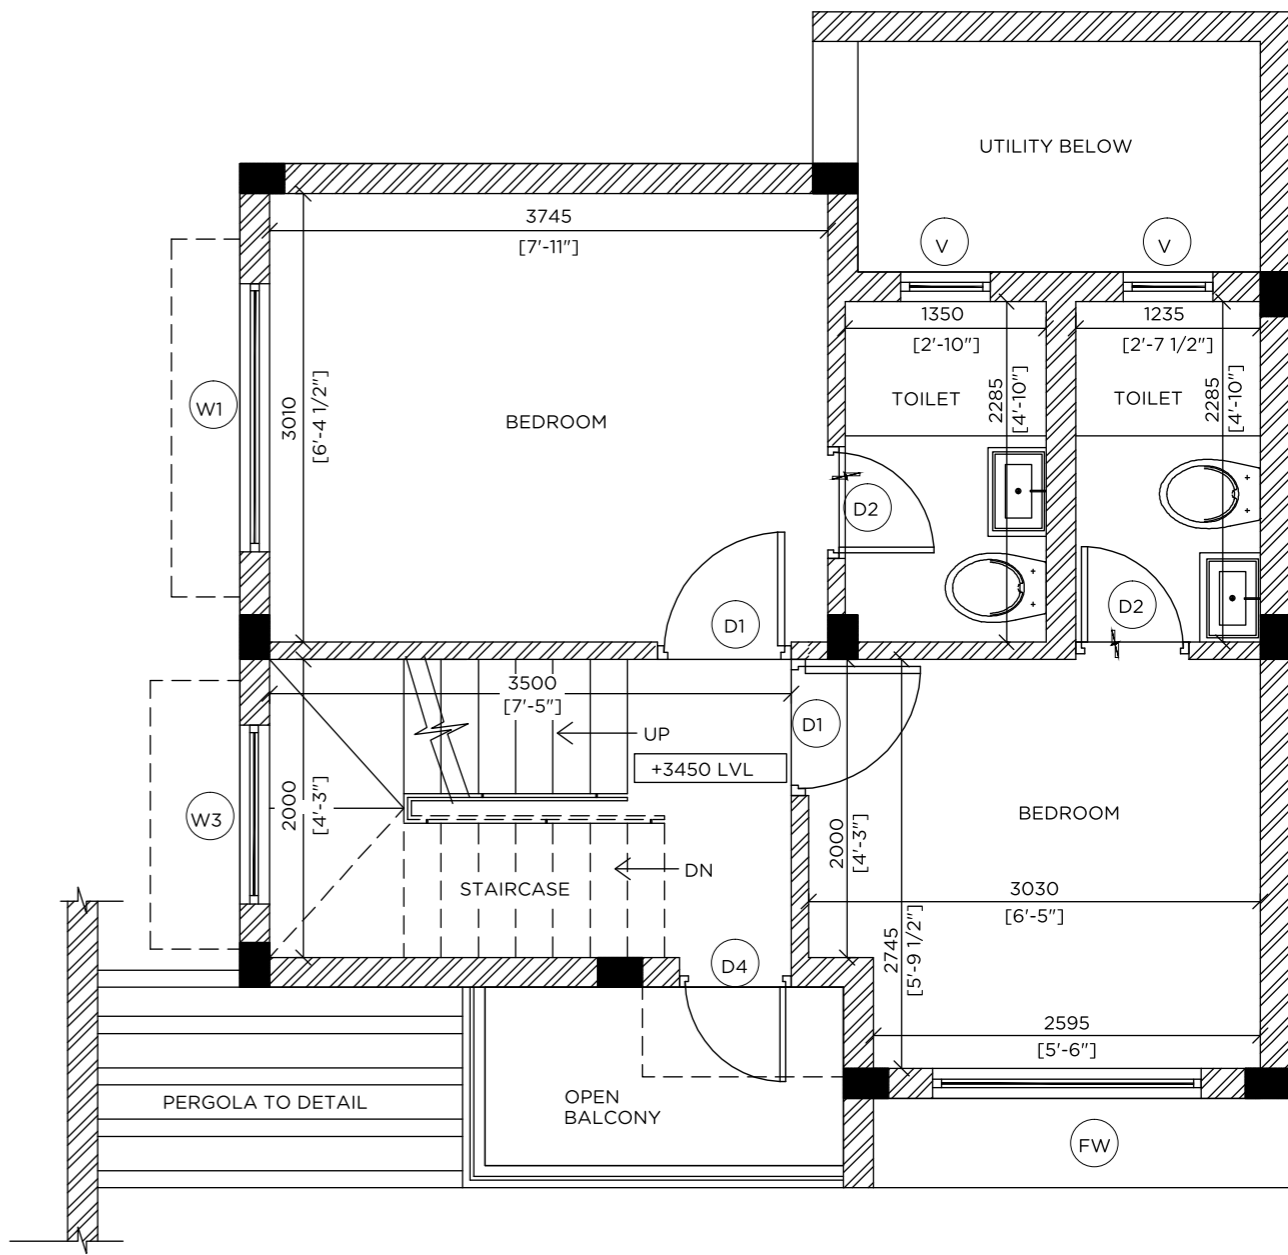 UTILITY BELOW
3745
[7'-11"]
V
V
1350
[2'-10"]
1235
[2'-7 1/2"]
2285
[4'-10"]
2285
[4'-10"]
TOILET
TOILET
W1
3010
[6'-4 1/2"]
BEDROOM
D2
D2
D1
3500
[7'-5"]
UP
D1
+3450 LVL
W3
2000
[4'-3"]
BEDROOM
2000
[4'-3"]
DN
STAIRCASE
3030
[6'-5"]
2745
[5'-9 1/2"]
D4
2595
[5'-6"]
PERGOLA TO DETAIL
OPEN
BALCONY
FW